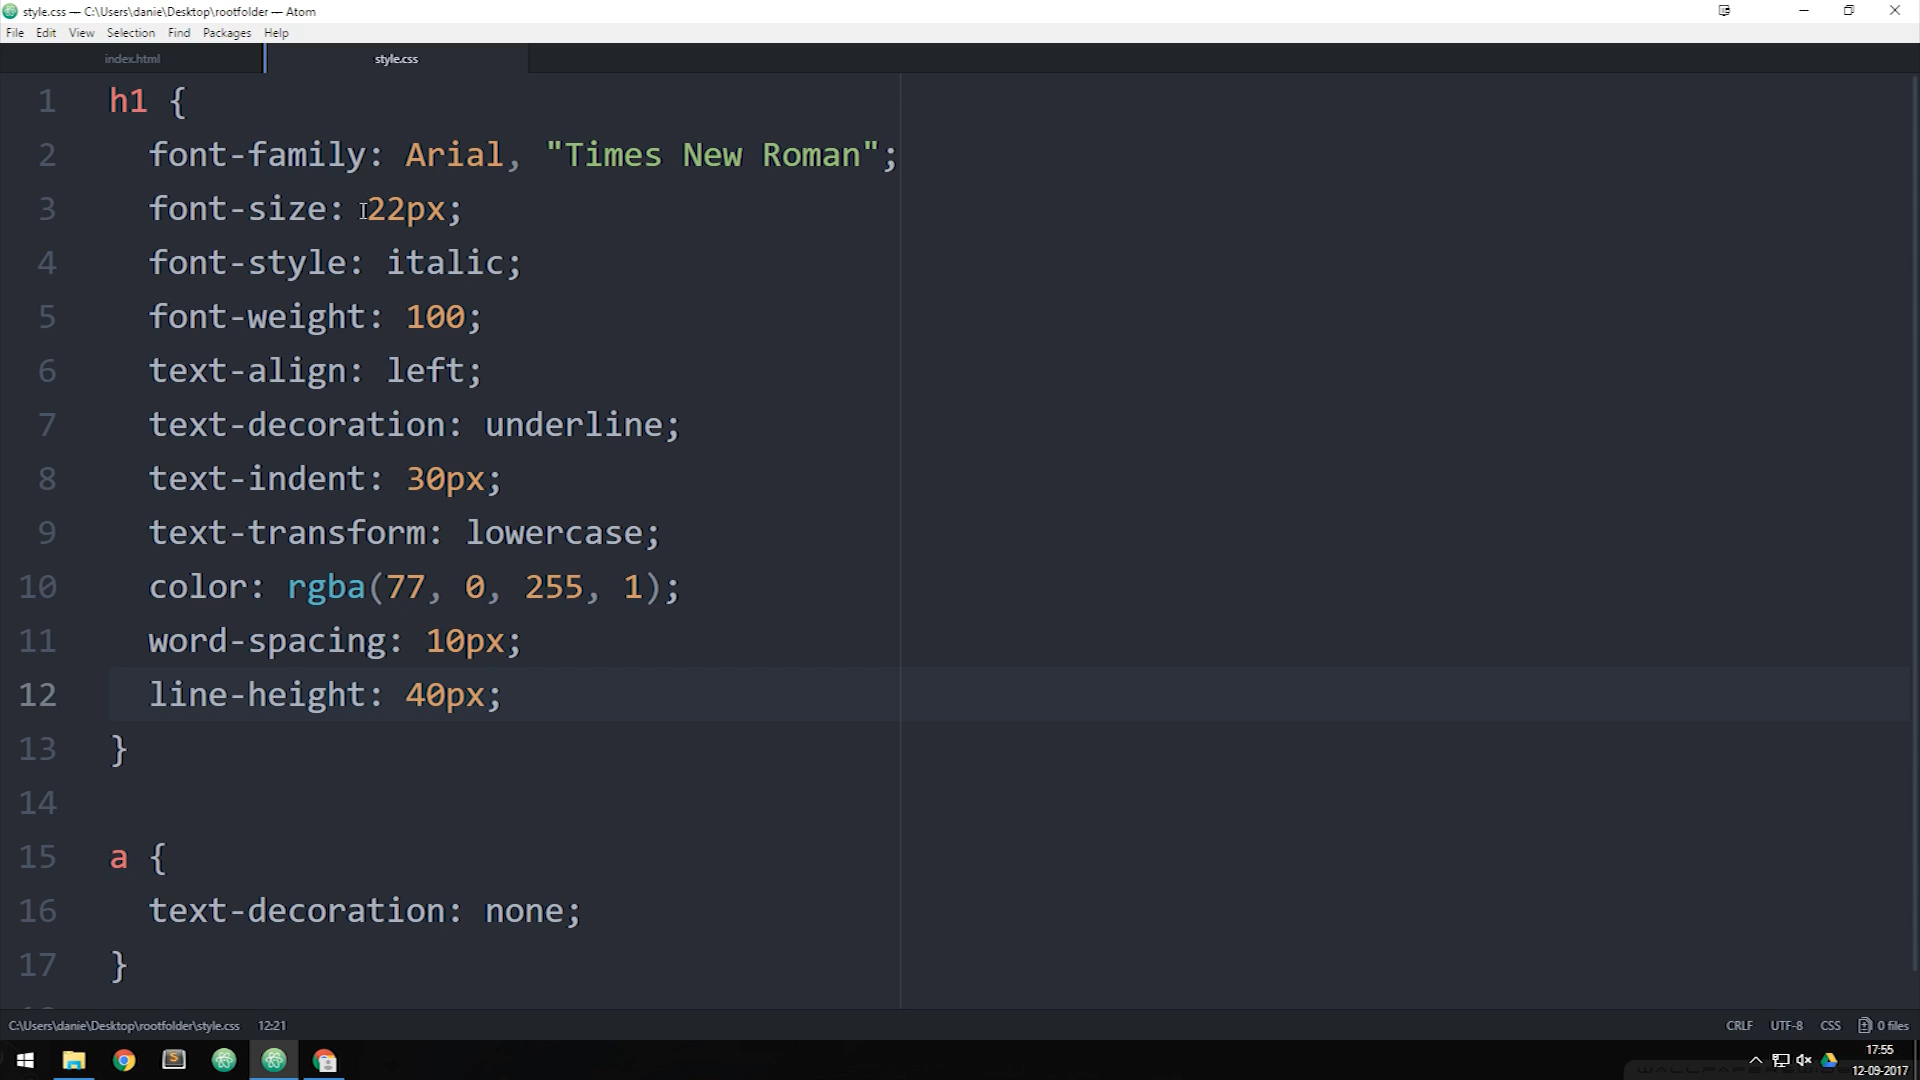 style.css — C:\Users\danie\Desktop\rootfolder — Atom
File Edit View Selection Find Packages Help
index.html style.css
1 h1 {
2 font-family: Arial, "Times New Roman";
3 font-size: 22px;
4 font-style: italic;
5 font-weight: 100;
6 text-align: left;
7 text-decoration: underline;
8 text-indent: 30px;
9 text-transform: lowercase;
10 color: rgba(77, 0, 255, 1);
11 word-spacing: 10px;
12 line-height: 40px;
13 }
14
15 a {
16 text-decoration: none;
17 }
C:\Users\danie\Desktop\rootfolder\style.css 12:21 CRLF UTF-8 CSS 0 files
17:55
12-09-2017